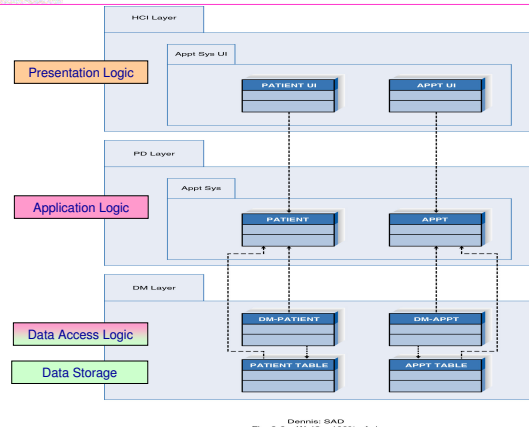 HCI Layer
Appt Sys UI
Presentation Logic
PATIENT UI
APPT UI
PD Layer
Appt Sys
Application Logic
PATIENT
APPT
DM Layer
Data Access Logic
DM-PATIENT
DM-APPT
Data Storage
PATIENT TABLE
APPT TABLE
Dennis: SAD